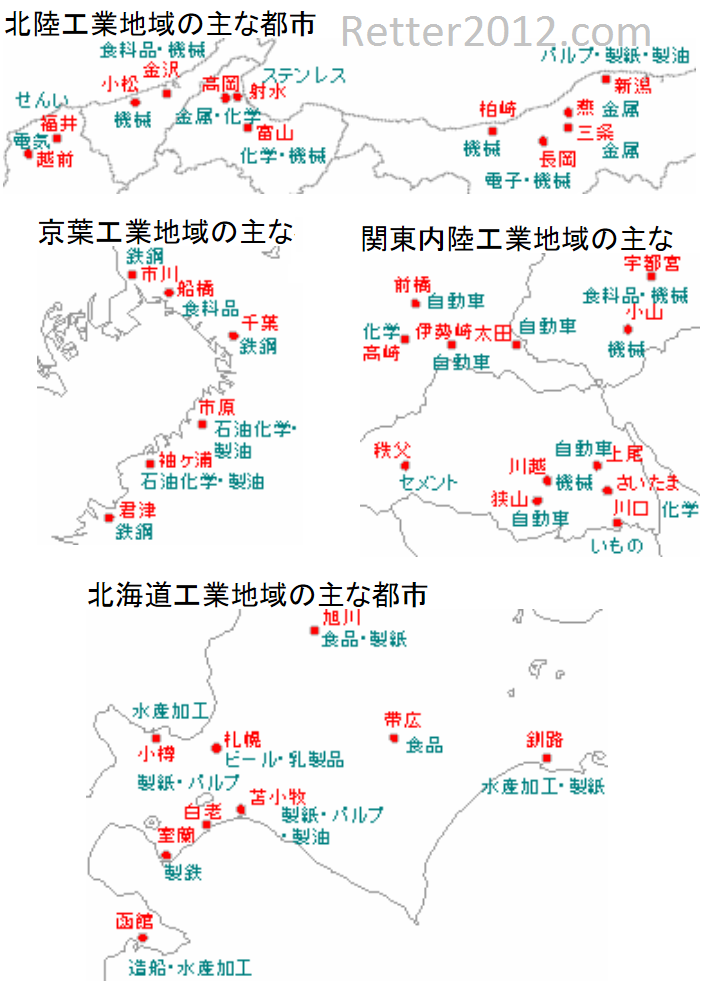 北陸工業地域の主な都市
Retter2012.com
食料品・機械
金沢
小松
機械
せんい
福井
電気
越前
ステンレス
高岡
射水
金属・化学
富山
化学・機械
パルプ・製紙・製油
新潟
燕
金属
三条
金属
柏崎
機械
長岡
電子・機械
京葉工業地域の主な
鉄鋼
市川
船橋
食料品
千葉
鉄鋼
市原
石油化学・
製油
袖ヶ浦
石油化学・製油
君津
鉄鋼
関東内陸工業地域の主な
宇都宮
食料品・機械
前橋
自動車
小山
機械
化学
高崎
伊勢崎
自動車
太田
自動車
秩父
セメント
自動車
上尾
川越
機械
さいたま
化学
狭山
自動車
川口
いもの
北海道工業地域の主な都市
旭川
食品・製紙
水産加工
小樽
札幌
ビール・乳製品
帯広
食品
釧路
水産加工・製紙
製紙・パルプ
白老
苫小牧
製紙・パルプ
・製油
室蘭
製鉄
函館
造船・水産加工